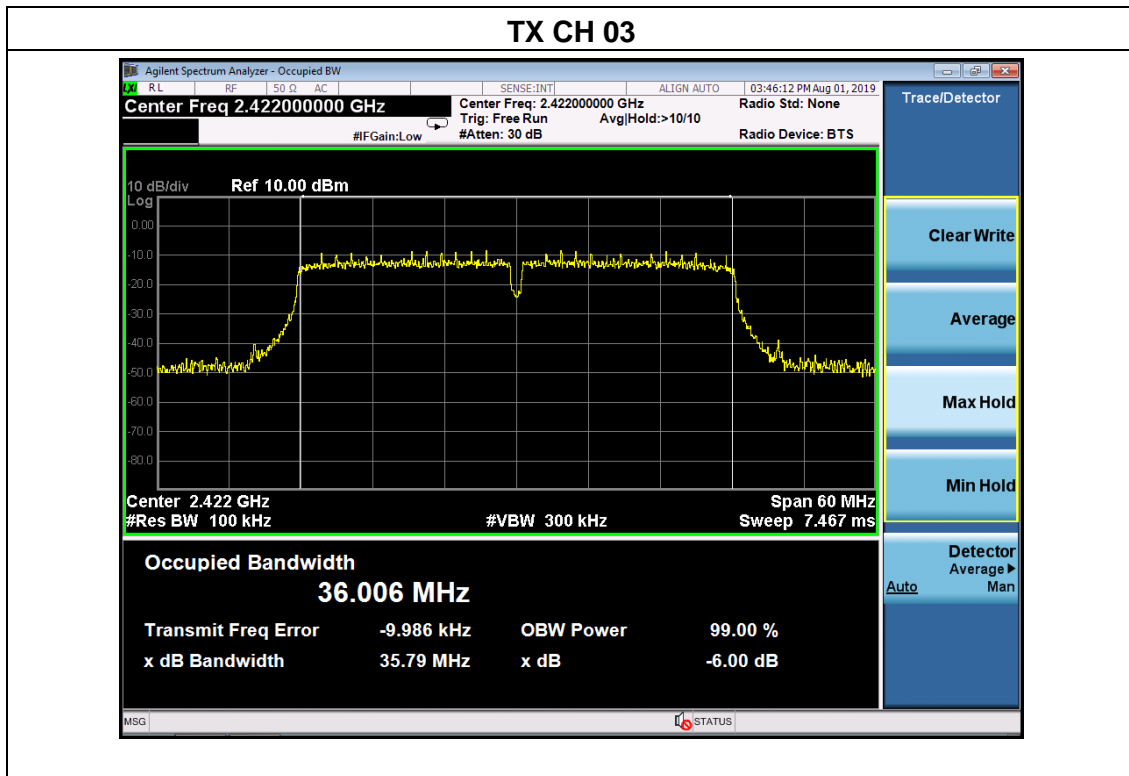 TX CH 03
Agilent Spectrum Analyzer - Occupied BW
LXI RL RF 50 Ω AC SENSE:INT ALIGN AUTO 03:46:12 PM Aug 01, 2019
Center Freq 2.422000000 GHz
Center Freq: 2.422000000 GHz
Radio Std: None
Trig: Free Run Avg|Hold:>10/10
#IFGain:Low #Atten: 30 dB
Radio Device: BTS
Trace/Detector
10 dB/div Ref 10.00 dBm
Log
0.00
-10.0
-20.0
-30.0
-40.0
-50.0
-60.0
-70.0
-80.0
Center 2.422 GHz Span 60 MHz
#Res BW 100 kHz #VBW 300 kHz Sweep 7.467 ms
Occupied Bandwidth
36.006 MHz
Transmit Freq Error -9.986 kHz OBW Power 99.00 %
x dB Bandwidth 35.79 MHz x dB -6.00 dB
Clear Write
Average
Max Hold
Min Hold
Detector
Average▶
Auto Man
MSG STATUS